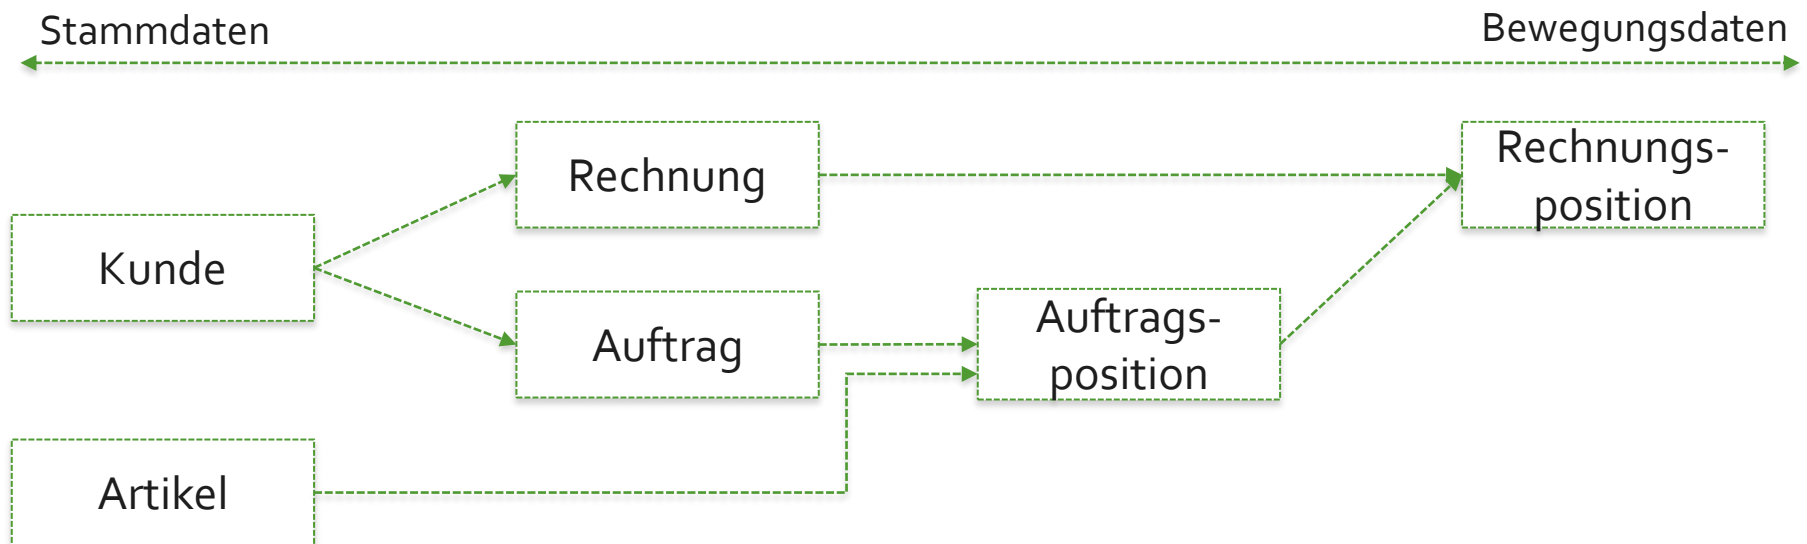 Stammdaten
Bewegungsdaten
Rechnung
Rechnungs-
position
Kunde
Auftrag
Auftrags-
position
Artikel